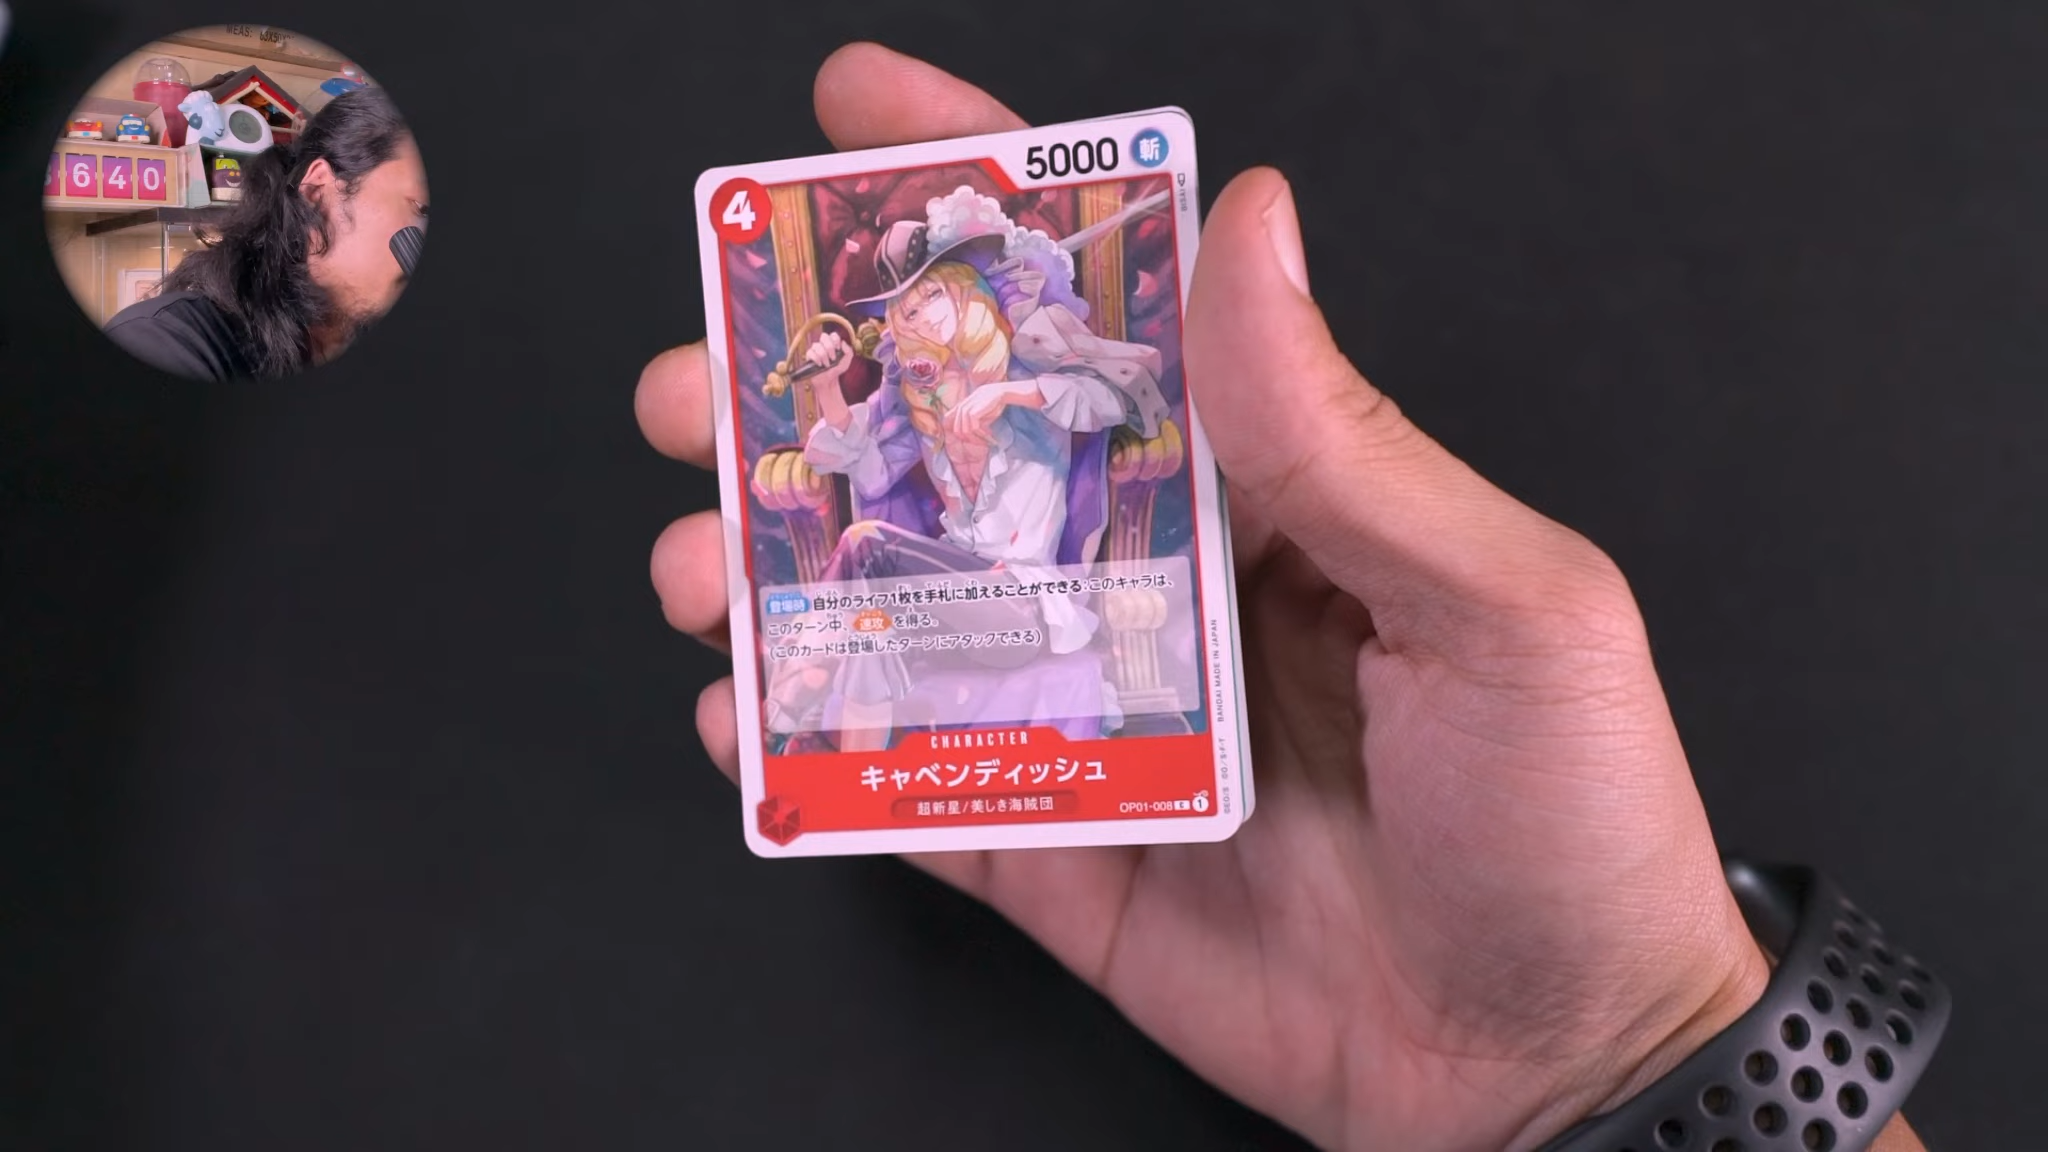 MEAS: 63X50
640
4
5000
斬
BISAI
登場時 自分のライフ1枚を手札に加えることができる:このキャラは、
このターン中、速攻を得る。
(このカードは登場したターンにアタックできる)
CHARACTER
キャベンディッシュ
超新星/美しき海賊団
OP01-008 C 1
BANDAI MADE IN JAPAN